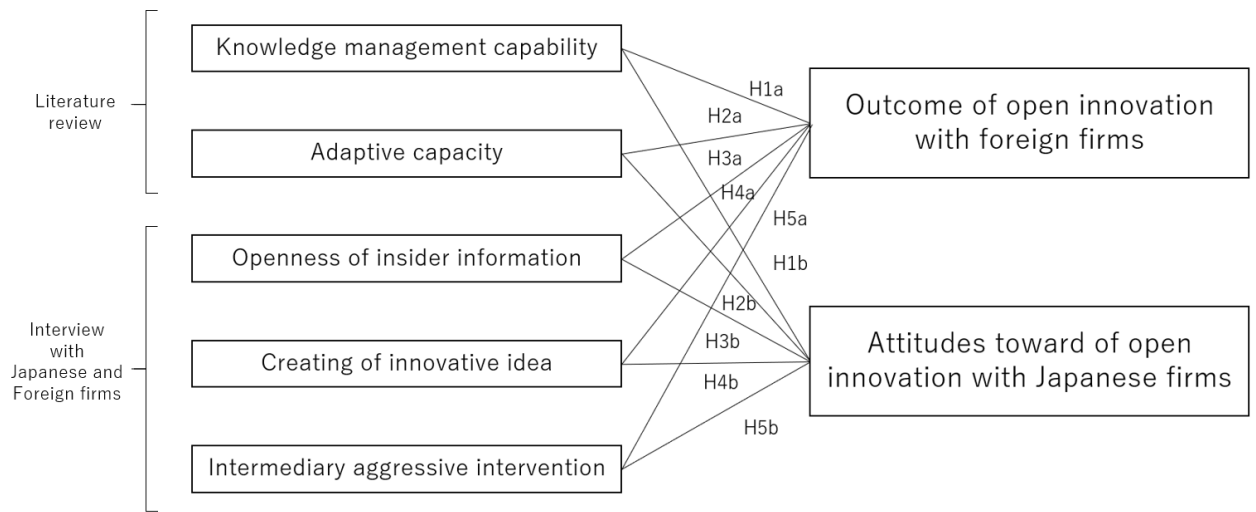 Literature
review
Interview
with
Japanese and
Foreign firms
Knowledge management capability
Adaptive capacity
Openness of insider information
Creating of innovative idea
Intermediary aggressive intervention
H1a
H2a
H3a
H4a
H5a
H1b
H2b
H3b
H4b
H5b
Outcome of open innovation
with foreign firms
Attitudes toward of open
innovation with Japanese firms